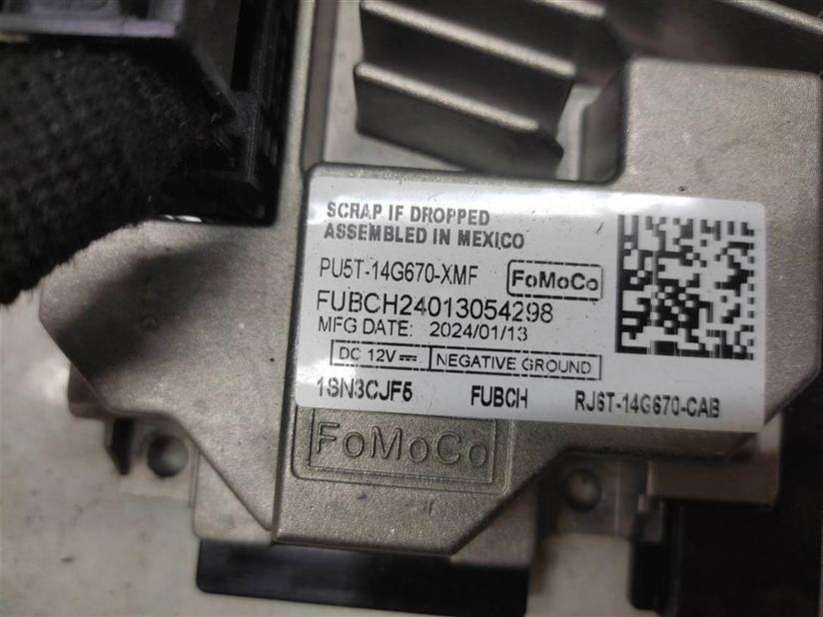 SCRAP IF DROPPED
ASSEMBLED IN MEXICO
PU5T-14G670-XMF FoMoCo
FUBCH24013054298
MFG DATE: 2024/01/13
DC 12V⎓ NEGATIVE GROUND
1SN3CJF5 FUBCH RJ6T-14G670-CAB
FoMoCo